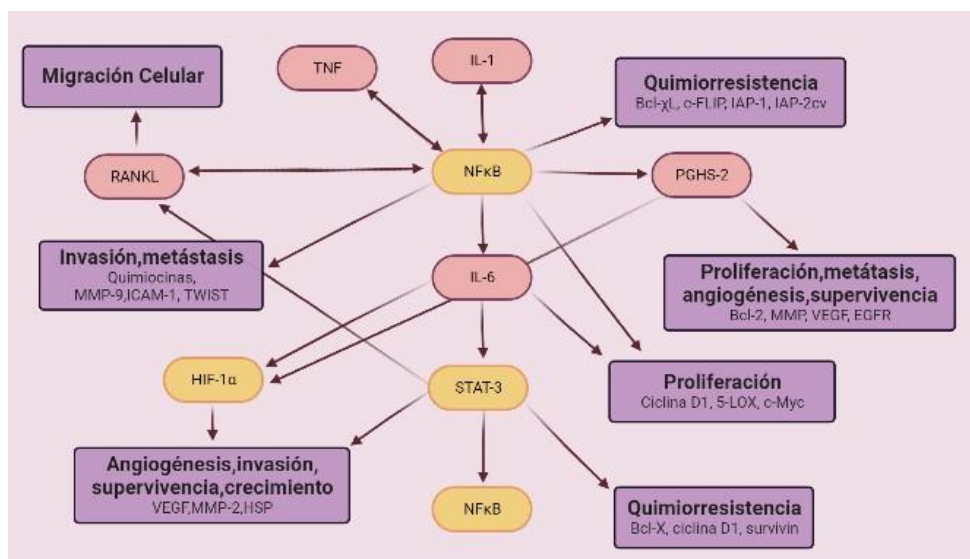 Migración Celular
TNF
IL-1
Quimiorresistencia
Bcl-χL, c-FLIP, IAP-1, IAP-2cv
RANKL
NFκB
PGHS-2
Invasión,metástasis
Quimiocinas,
MMP-9,ICAM-1, TWIST
IL-6
Proliferación,metátasis,
angiogénesis,supervivencia
Bcl-2, MMP, VEGF, EGFR
HIF-1α
STAT-3
Proliferación
Ciclina D1, 5-LOX, c-Myc
Angiogénesis,invasión,
supervivencia,crecimiento
VEGF,MMP-2,HSP
NFκB
Quimiorresistencia
Bcl-X, ciclina D1, survivin